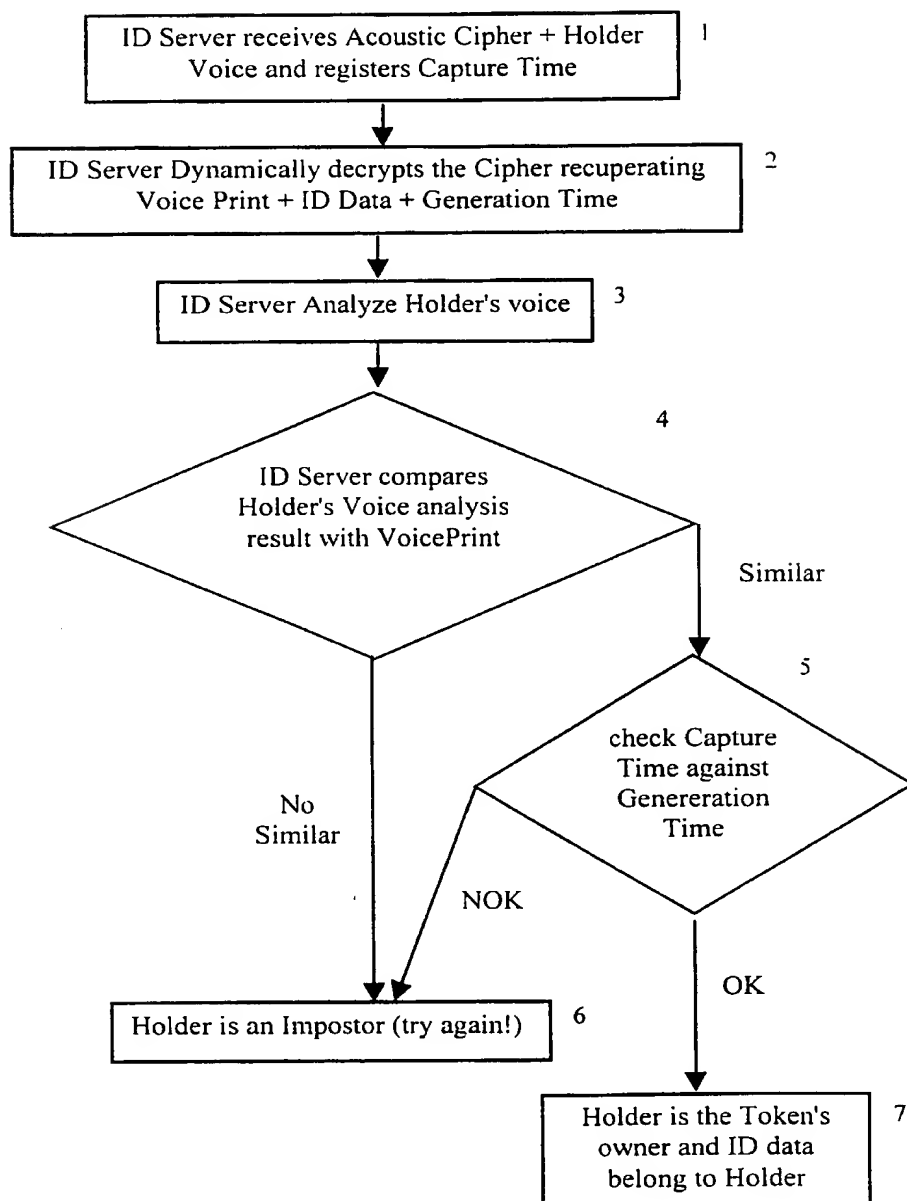 ID Server receives Acoustic Cipher + Holder
Voice and registers Capture Time
1
ID Server Dynamically decrypts the Cipher recuperating
Voice Print + ID Data + Generation Time
2
ID Server Analyze Holder's voice
3
4
ID Server compares
Holder's Voice analysis
result with VoicePrint
Similar
5
check Capture
Time against
Genereration
Time
No
Similar
NOK
OK
Holder is an Impostor (try again!)
6
Holder is the Token's
owner and ID data
belong to Holder
7